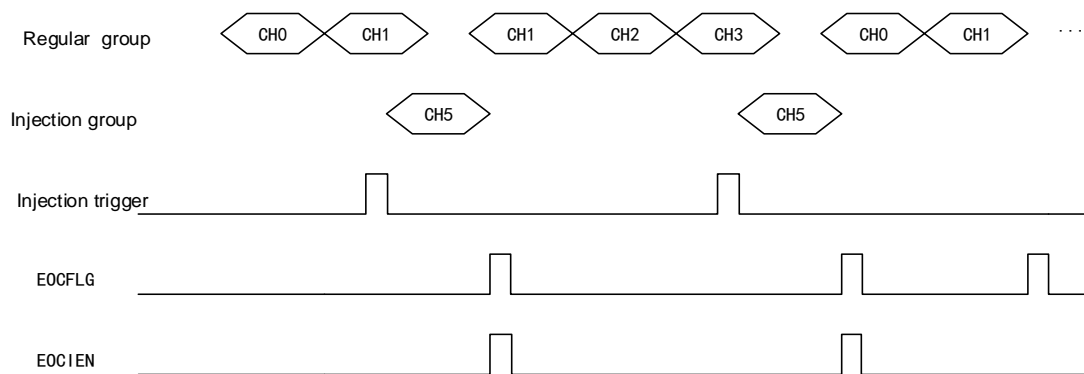 Regular group CH0 CH1 CH1 CH2 CH3 CH0 CH1 ...
Injection group CH5 CH5
Injection trigger
EOCFLG
EOCIEN